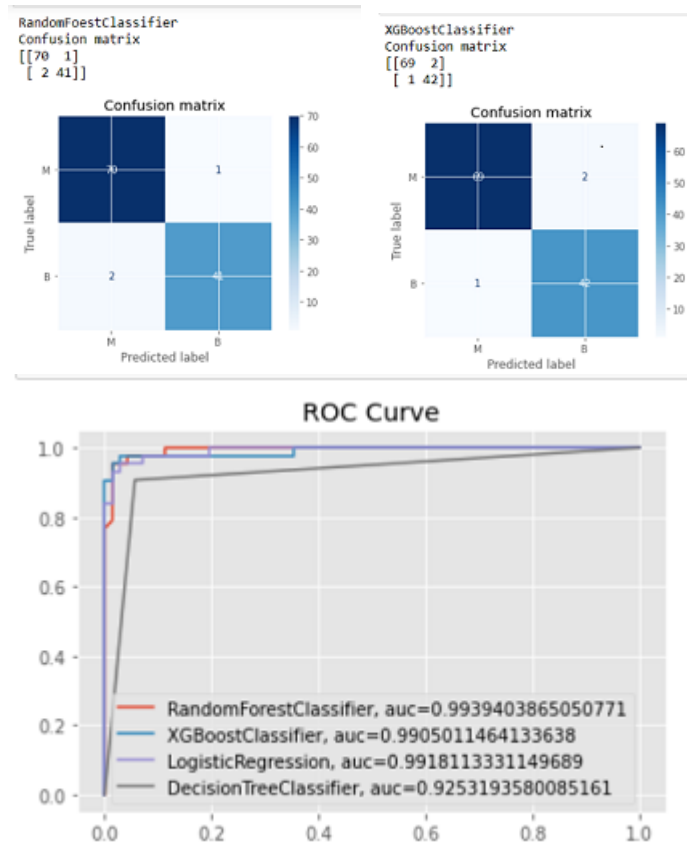 RandomFoestClassifier
Confusion matrix
[[70 1]
[ 2 41]]
Confusion matrix
70
M
70
1
60
50
40
True label
30
B
2
41
20
10
M
B
Predicted label
XGBoostClassifier
Confusion matrix
[[69 2]
[ 1 42]]
Confusion matrix
60
M
69
2
50
40
True label
30
B
1
42
20
10
M
B
Predicted label
ROC Curve
1.0
0.8
0.6
0.4
0.2
0.0
RandomForestClassifier, auc=0.9939403865050771
XGBoostClassifier, auc=0.9905011464133638
LogisticRegression, auc=0.9918113331149689
DecisionTreeClassifier, auc=0.9253193580085161
0.0 0.2 0.4 0.6 0.8 1.0